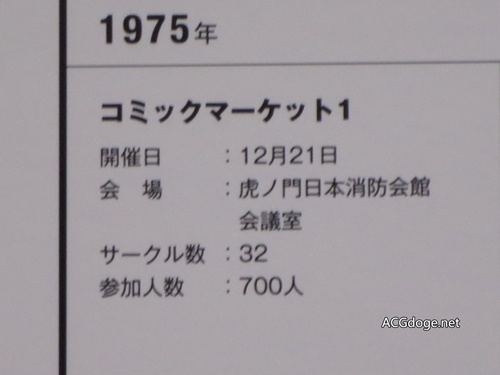 1975年
コミックマーケット1
開催日 :12月21日
会 場 :虎ノ門日本消防会館
会議室
サークル数 :32
参加人数 :700人
ACGdoge.net